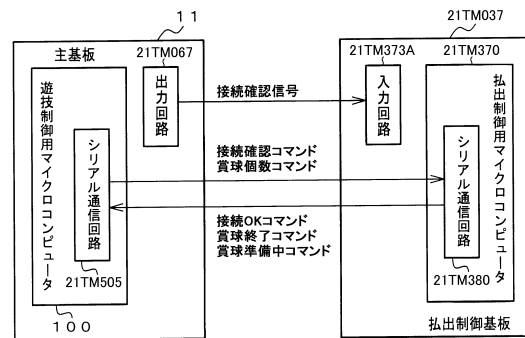 11
主基板
21TM067
出力回路
遊技制御用マイクロコンピュータ
シリアル通信回路
21TM505
100
接続確認信号
接続確認コマンド
賞球個数コマンド
接続OKコマンド
賞球終了コマンド
賞球準備中コマンド
21TM037
21TM373A
21TM370
入力回路
払出制御用マイクロコンピュータ
シリアル通信回路
21TM380
払出制御基板